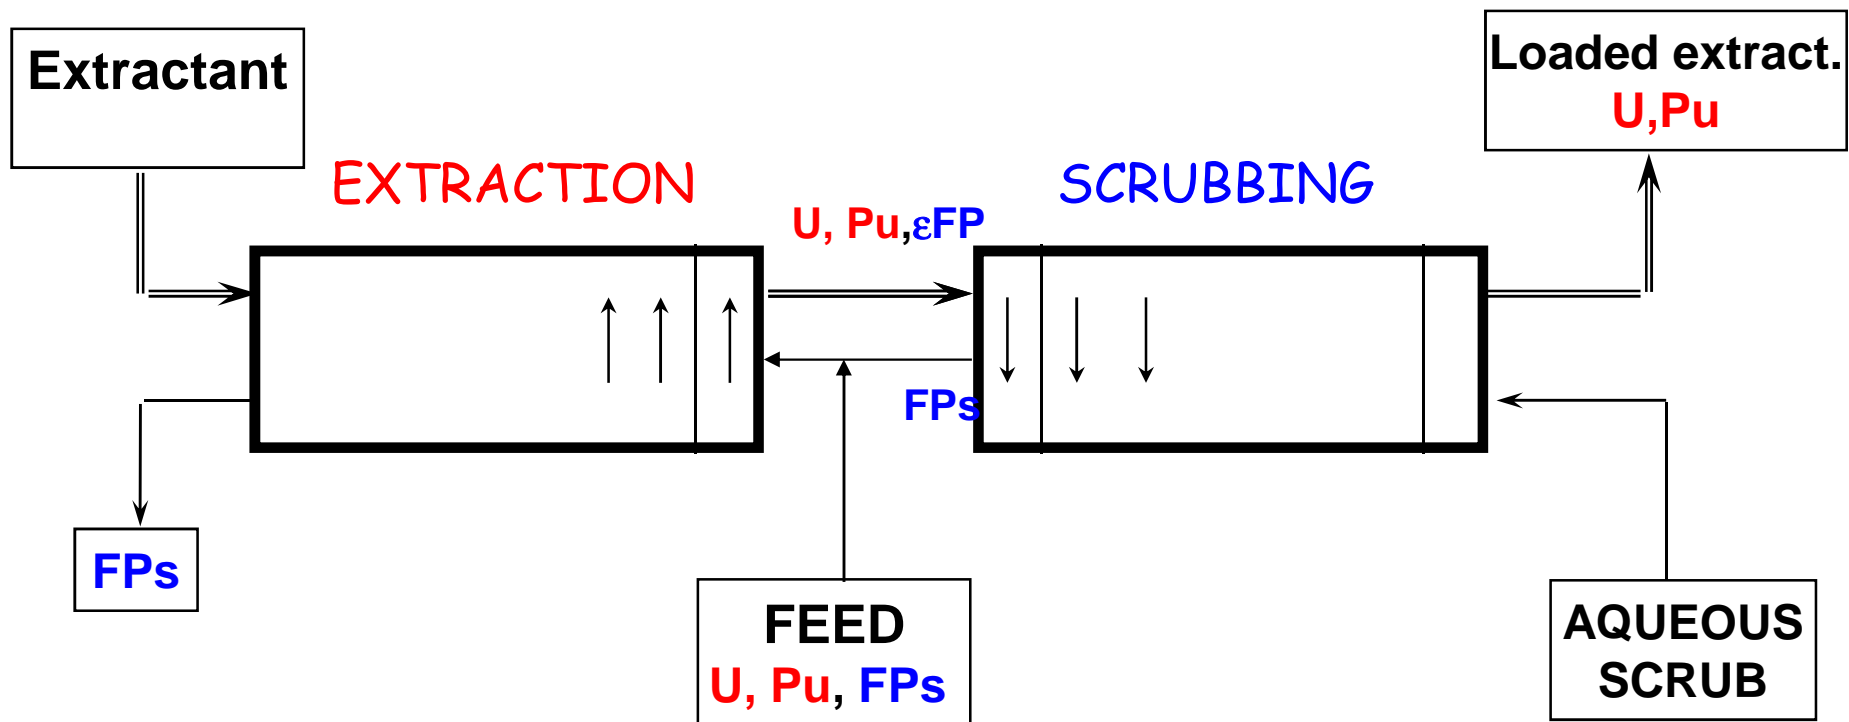 Extractant
Loaded extract.
U,Pu
EXTRACTION
SCRUBBING
U, Pu,εFP
FPs
FPs
FEED
U, Pu, FPs
AQUEOUS
SCRUB